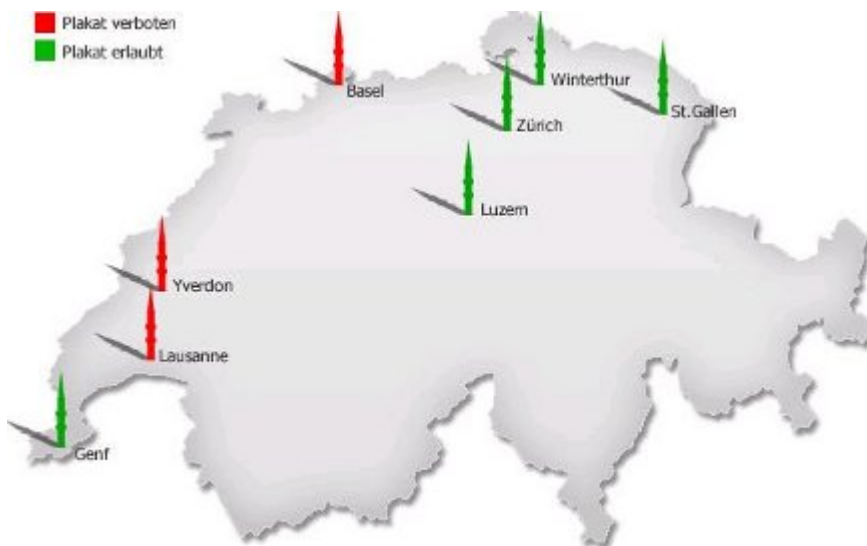 Plakat verboten
Plakat erlaubt
Basel
Winterthur
St.Gallen
Zürich
Luzern
Yverdon
Lausanne
Genf